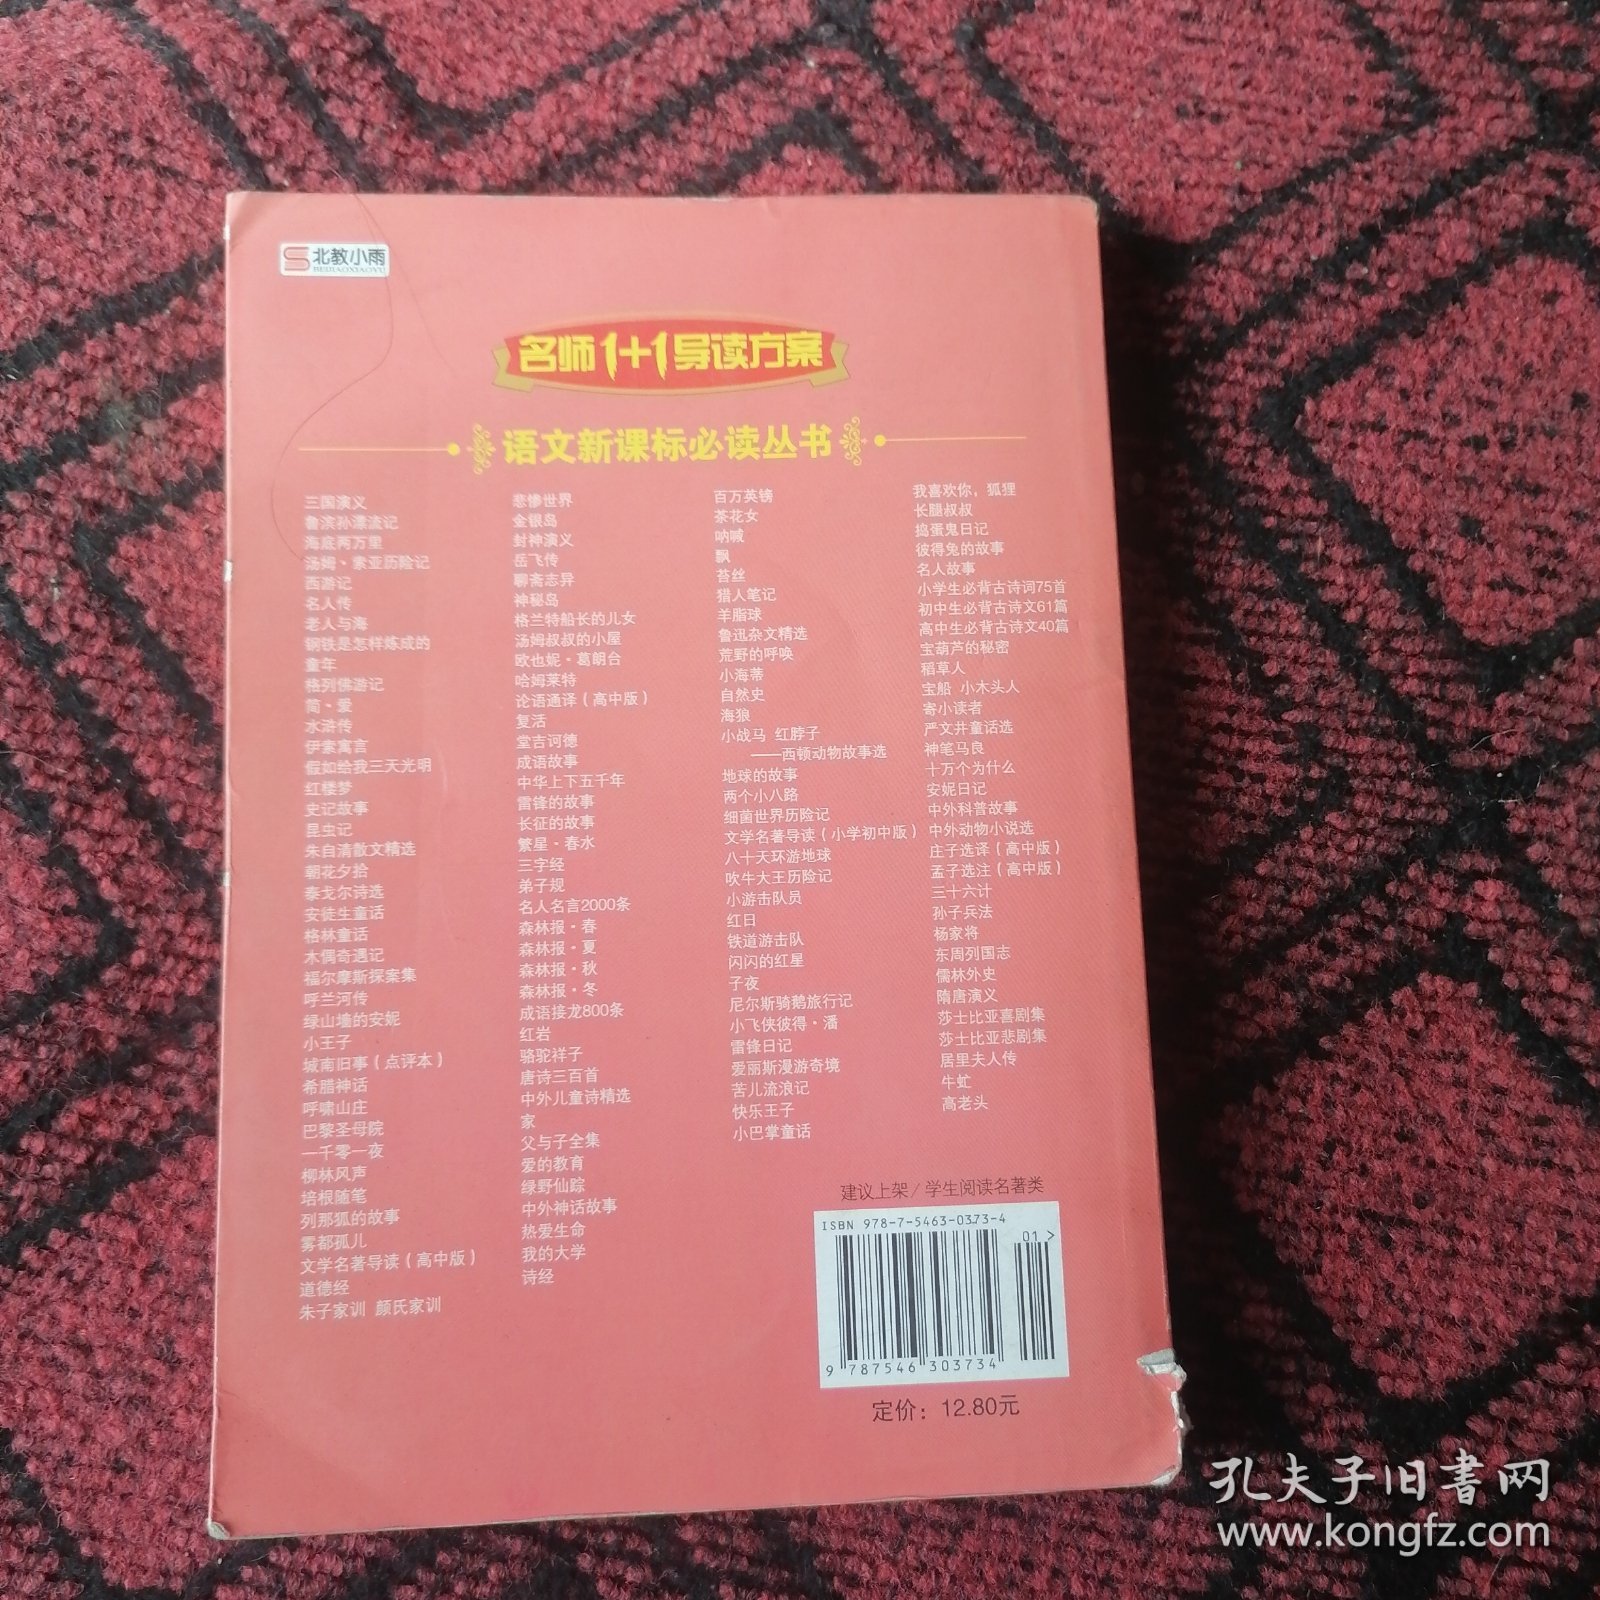 北教小雨
BEIJIAOXIAOYU
名师1+1导读方案
语文新课标必读丛书
三国演义
鲁滨孙漂流记
海底两万里
汤姆、索亚历险记
西游记
名人传
老人与海
钢铁是怎样炼成的
童年
格列佛游记
简、爱
水浒传
伊索寓言
假如给我三天光明
红楼梦
史记故事
昆虫记
朱自清散文精选
朝花夕拾
泰戈尔诗选
安徒生童话
格林童话
木偶奇遇记
福尔摩斯探案集
呼兰河传
绿山墙的安妮
小王子
城南旧事（点评本）
希腊神话
呼啸山庄
巴黎圣母院
一千零一夜
柳林风声
培根随笔
列那狐的故事
雾都孤儿
文学名著导读（高中版）
道德经
朱子家训 颜氏家训
悲惨世界
金银岛
封神演义
岳飞传
聊斋志异
神秘岛
格兰特船长的儿女
汤姆叔叔的小屋
欧也妮·葛朗台
哈姆莱特
论语通译（高中版）
复活
堂吉诃德
成语故事
中华上下五千年
雷锋的故事
长征的故事
繁星·春水
三字经
弟子规
名人名言2000条
森林报·春
森林报·夏
森林报·秋
森林报·冬
成语接龙800条
红岩
骆驼祥子
唐诗三百首
中外儿童诗精选
家
父与子全集
爱的教育
绿野仙踪
中外神话故事
热爱生命
我的大学
诗经
百万英镑
茶花女
呐喊
飘
苔丝
猎人笔记
羊脂球
鲁迅杂文精选
荒野的呼唤
小海蒂
自然史
海狼
小战马 红脖子
——西顿动物故事选
地球的故事
两个小八路
细菌世界历险记
文学名著导读（小学初中版）
八十天环游地球
吹牛大王历险记
小游击队员
红日
铁道游击队
闪闪的红星
子夜
尼尔斯骑鹅旅行记
小飞侠彼得·潘
雷锋日记
爱丽斯漫游奇境
苦儿流浪记
快乐王子
小巴掌童话
我喜欢你，狐狸
长腿叔叔
捣蛋鬼日记
彼得兔的故事
名人故事
小学生必背古诗词75首
初中生必背古诗文61篇
高中生必背古诗文40篇
宝葫芦的秘密
稻草人
宝船 小木头人
寄小读者
严文井童话选
神笔马良
十万个为什么
安妮日记
中外科普故事
中外动物小说选
庄子选译（高中版）
孟子选注（高中版）
三十六计
孙子兵法
杨家将
东周列国志
儒林外史
隋唐演义
莎士比亚喜剧集
莎士比亚悲剧集
居里夫人传
牛虻
高老头
建议上架/学生阅读名著类
ISBN 978-7-5463-0373-4
01>
9 787546 303734
定价：12.80元
孔夫子旧书网
www.kongfz.com